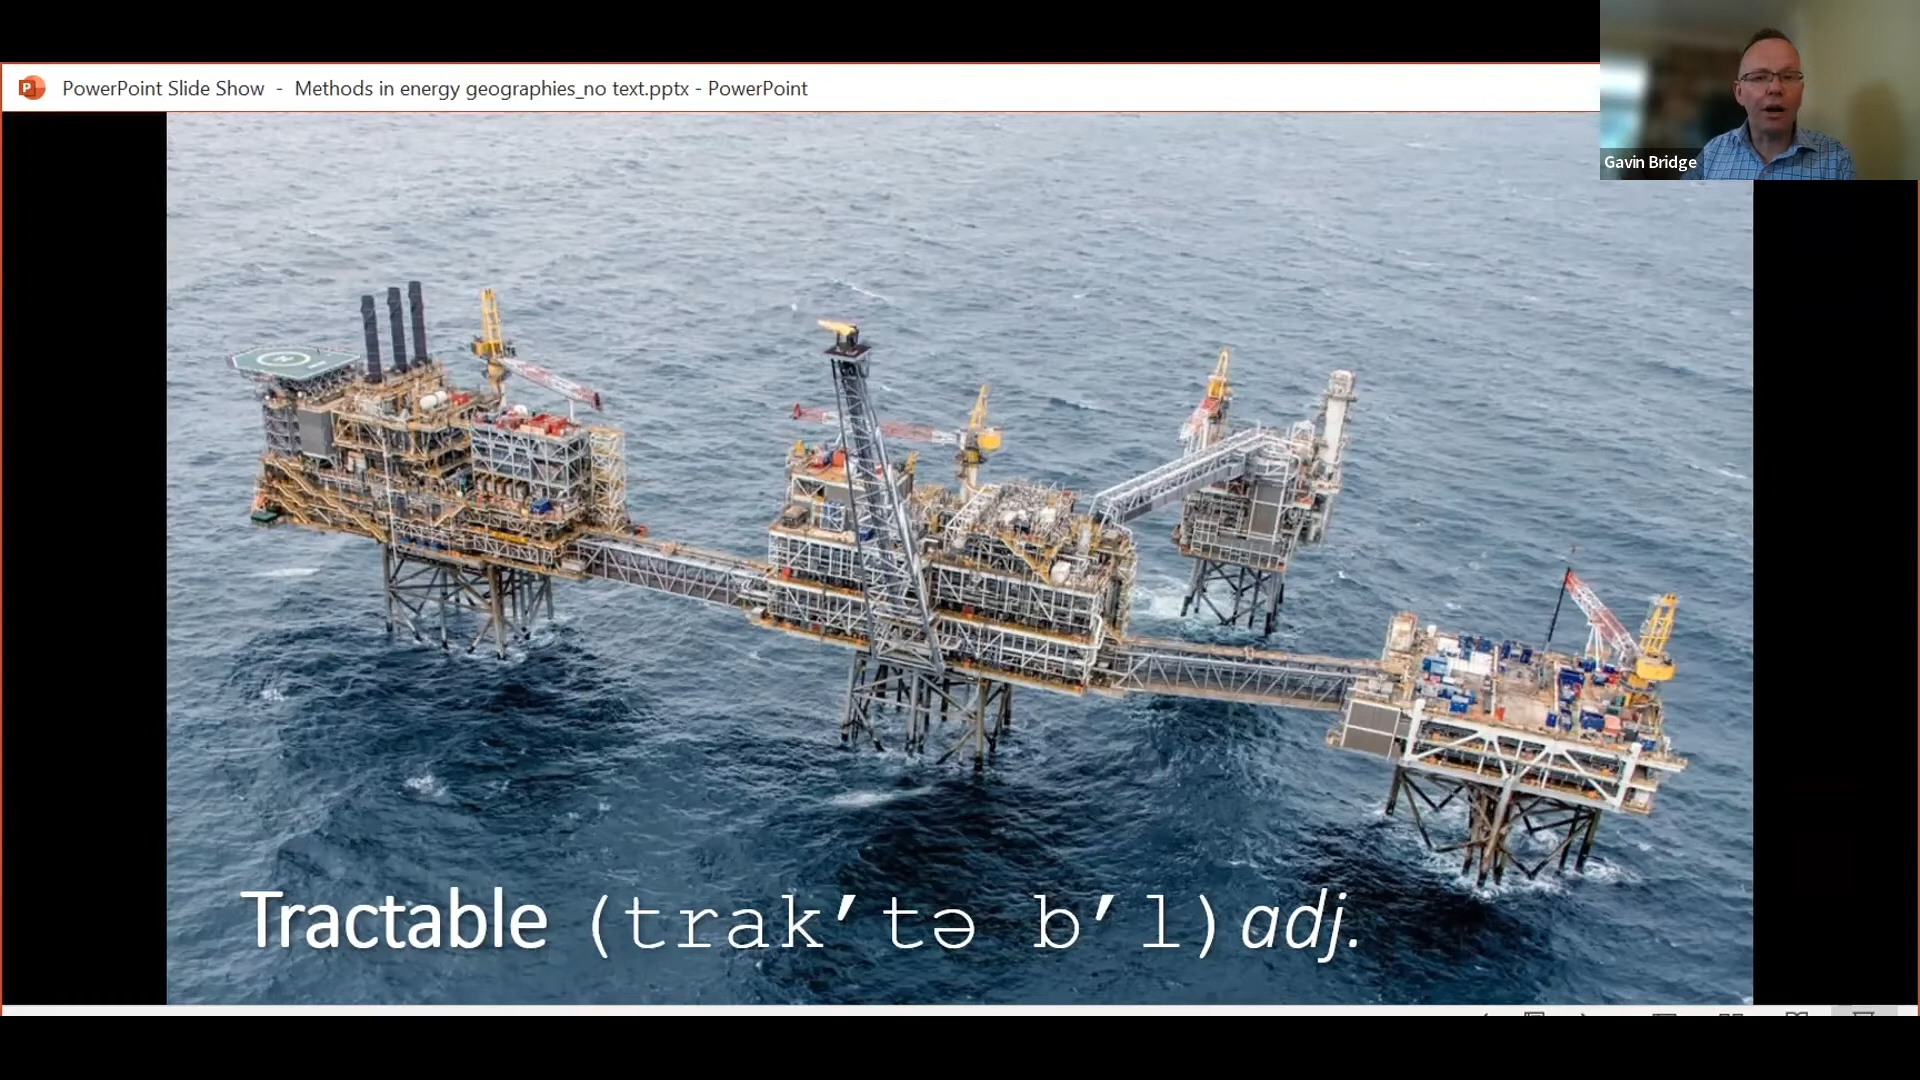 PowerPoint Slide Show - Methods in energy geographies_no text.pptx - PowerPoint
Gavin Bridge
H
Tractable (trak′tə b′l) adj.